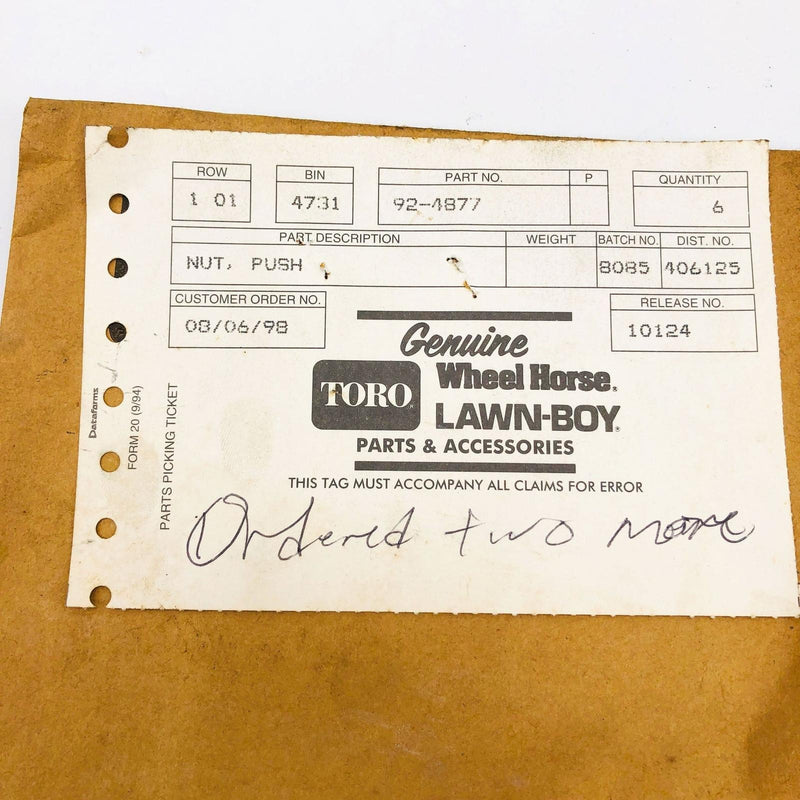 ROW BIN PART NO. P QUANTITY
1 01 4731 92-4877 6
PART DESCRIPTION WEIGHT BATCH NO. DIST. NO.
NUT, PUSH 8085 406125
CUSTOMER ORDER NO. RELEASE NO.
08/06/98 10124
Genuine
TORO Wheel Horse®
LAWN-BOY®
PARTS & ACCESSORIES
THIS TAG MUST ACCOMPANY ALL CLAIMS FOR ERROR
Ordered two more
Dataforms
FORM 20 (9/94)
PARTS PICKING TICKET